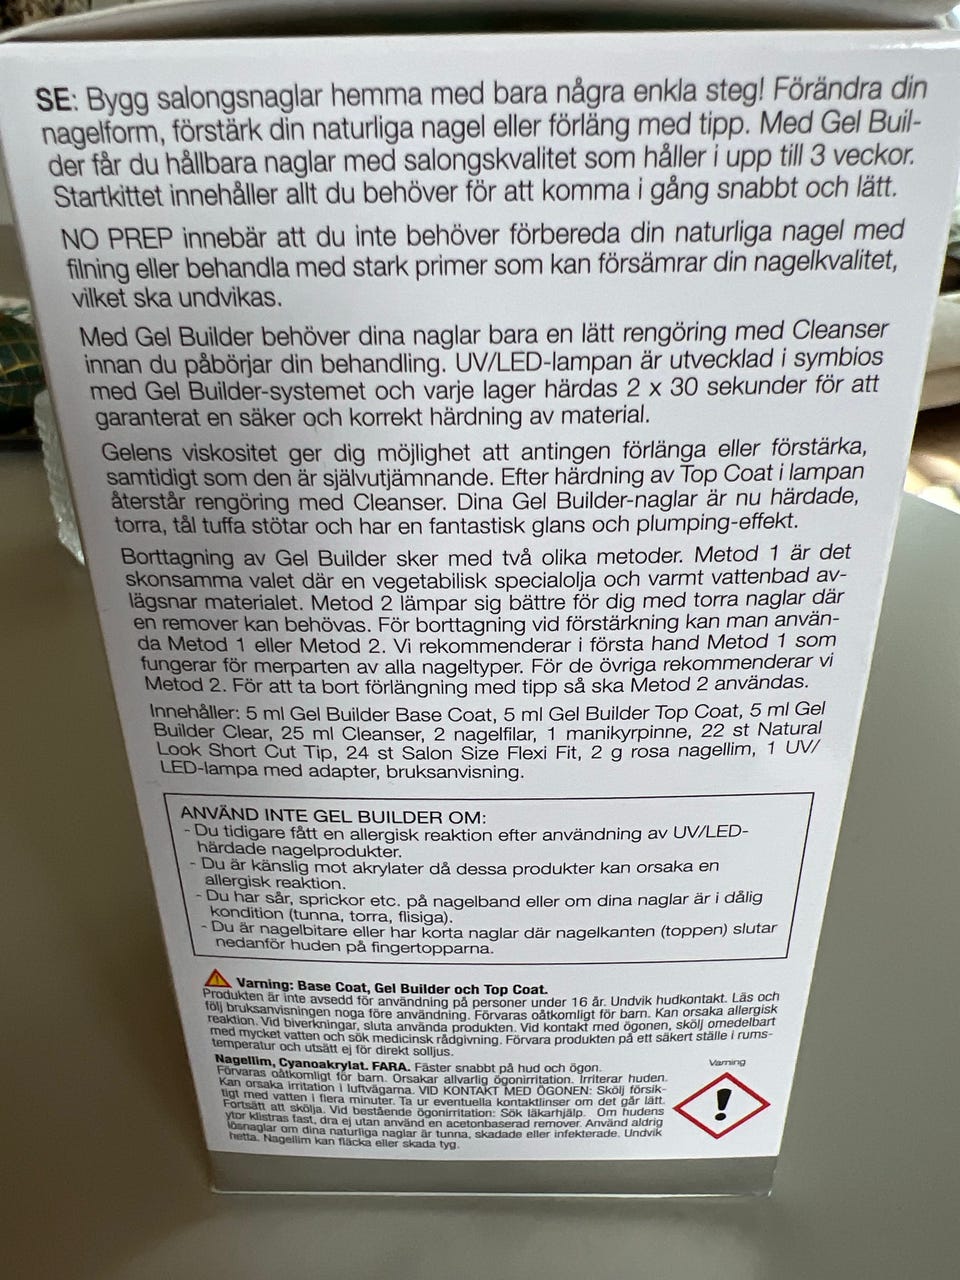 SE: Bygg salongsnaglar hemma med bara några enkla steg! Förändra din
nagelform, förstärk din naturliga nagel eller förläng med tipp. Med Gel Buil-
der får du hållbara naglar med salongskvalitet som håller i upp till 3 veckor.
Startkittet innehåller allt du behöver för att komma i gång snabbt och lätt.
NO PREP innebär att du inte behöver förbereda din naturliga nagel med
filning eller behandla med stark primer som kan försämrar din nagelkvalitet,
vilket ska undvikas.
Med Gel Builder behöver dina naglar bara en lätt rengöring med Cleanser
innan du påbörjar din behandling. UV/LED-lampan är utvecklad i symbios
med Gel Builder-systemet och varje lager härdas 2 x 30 sekunder för att
garanterat en säker och korrekt härdning av material.
Gelens viskositet ger dig möjlighet att antingen förlänga eller förstärka,
samtidigt som den är självutjämnande. Efter härdning av Top Coat i lampan
återstår rengöring med Cleanser. Dina Gel Builder-naglar är nu härdade,
torra, tål tuffa stötar och har en fantastisk glans och plumping-effekt.
Borttagning av Gel Builder sker med två olika metoder. Metod 1 är det
skonsamma valet där en vegetabilisk specialolja och varmt vattenbad av-
lägsnar materialet. Metod 2 lämpar sig bättre för dig med torra naglar där
en remover kan behövas. För borttagning vid förstärkning kan man använ-
da Metod 1 eller Metod 2. Vi rekommenderar i första hand Metod 1 som
fungerar för merparten av alla nageltyper. För de övriga rekommenderar vi
Metod 2. För att ta bort förlängning med tipp så ska Metod 2 användas.
Innehåller: 5 ml Gel Builder Base Coat, 5 ml Gel Builder Top Coat, 5 ml Gel
Builder Clear, 25 ml Cleanser, 2 nagelfilar, 1 manikyrpinne, 22 st Natural
Look Short Cut Tip, 24 st Salon Size Flexi Fit, 2 g rosa nagellim, 1 UV/
LED-lampa med adapter, bruksanvisning.
ANVÄND INTE GEL BUILDER OM:
- Du tidigare fått en allergisk reaktion efter användning av UV/LED-
härdade nagelprodukter.
- Du är känslig mot akrylater då dessa produkter kan orsaka en
allergisk reaktion.
- Du har sår, sprickor etc. på nagelband eller om dina naglar är i dålig
kondition (tunna, torra, flisiga).
- Du är nagelbitare eller har korta naglar där nagelkanten (toppen) slutar
nedanför huden på fingertopparna.
Varning: Base Coat, Gel Builder och Top Coat.
Produkten är inte avsedd för användning på personer under 16 år. Undvik hudkontakt. Läs och
följ bruksanvisningen noga före användning. Förvaras oåtkomligt för barn. Kan orsaka allergisk
reaktion. Vid biverkningar, sluta använda produkten. Vid kontakt med ögonen, skölj omedelbart
med mycket vatten och sök medicinsk rådgivning. Förvara produkten på ett säkert ställe i rums-
temperatur och utsätt ej för direkt solljus.
Nagellim, Cyanoakrylat. FARA. Fäster snabbt på hud och ögon.
Förvaras oåtkomligt för barn. Orsakar allvarlig ögonirritation. Irriterar huden.
Kan orsaka irritation i luftvägarna. VID KONTAKT MED ÖGONEN: Skölj försik-
tigt med vatten i flera minuter. Ta ur eventuella kontaktlinser om det går lätt.
Fortsätt att skölja. Vid bestående ögonirritation: Sök läkarhjälp. Om hudens
ytor klistras fast, dra ej utan använd en acetonbaserad remover. Använd aldrig
lösnaglar om dina naturliga naglar är tunna, skadade eller infekterade. Undvik
hetta. Nagellim kan fläcka eller skada tyg.
Varning